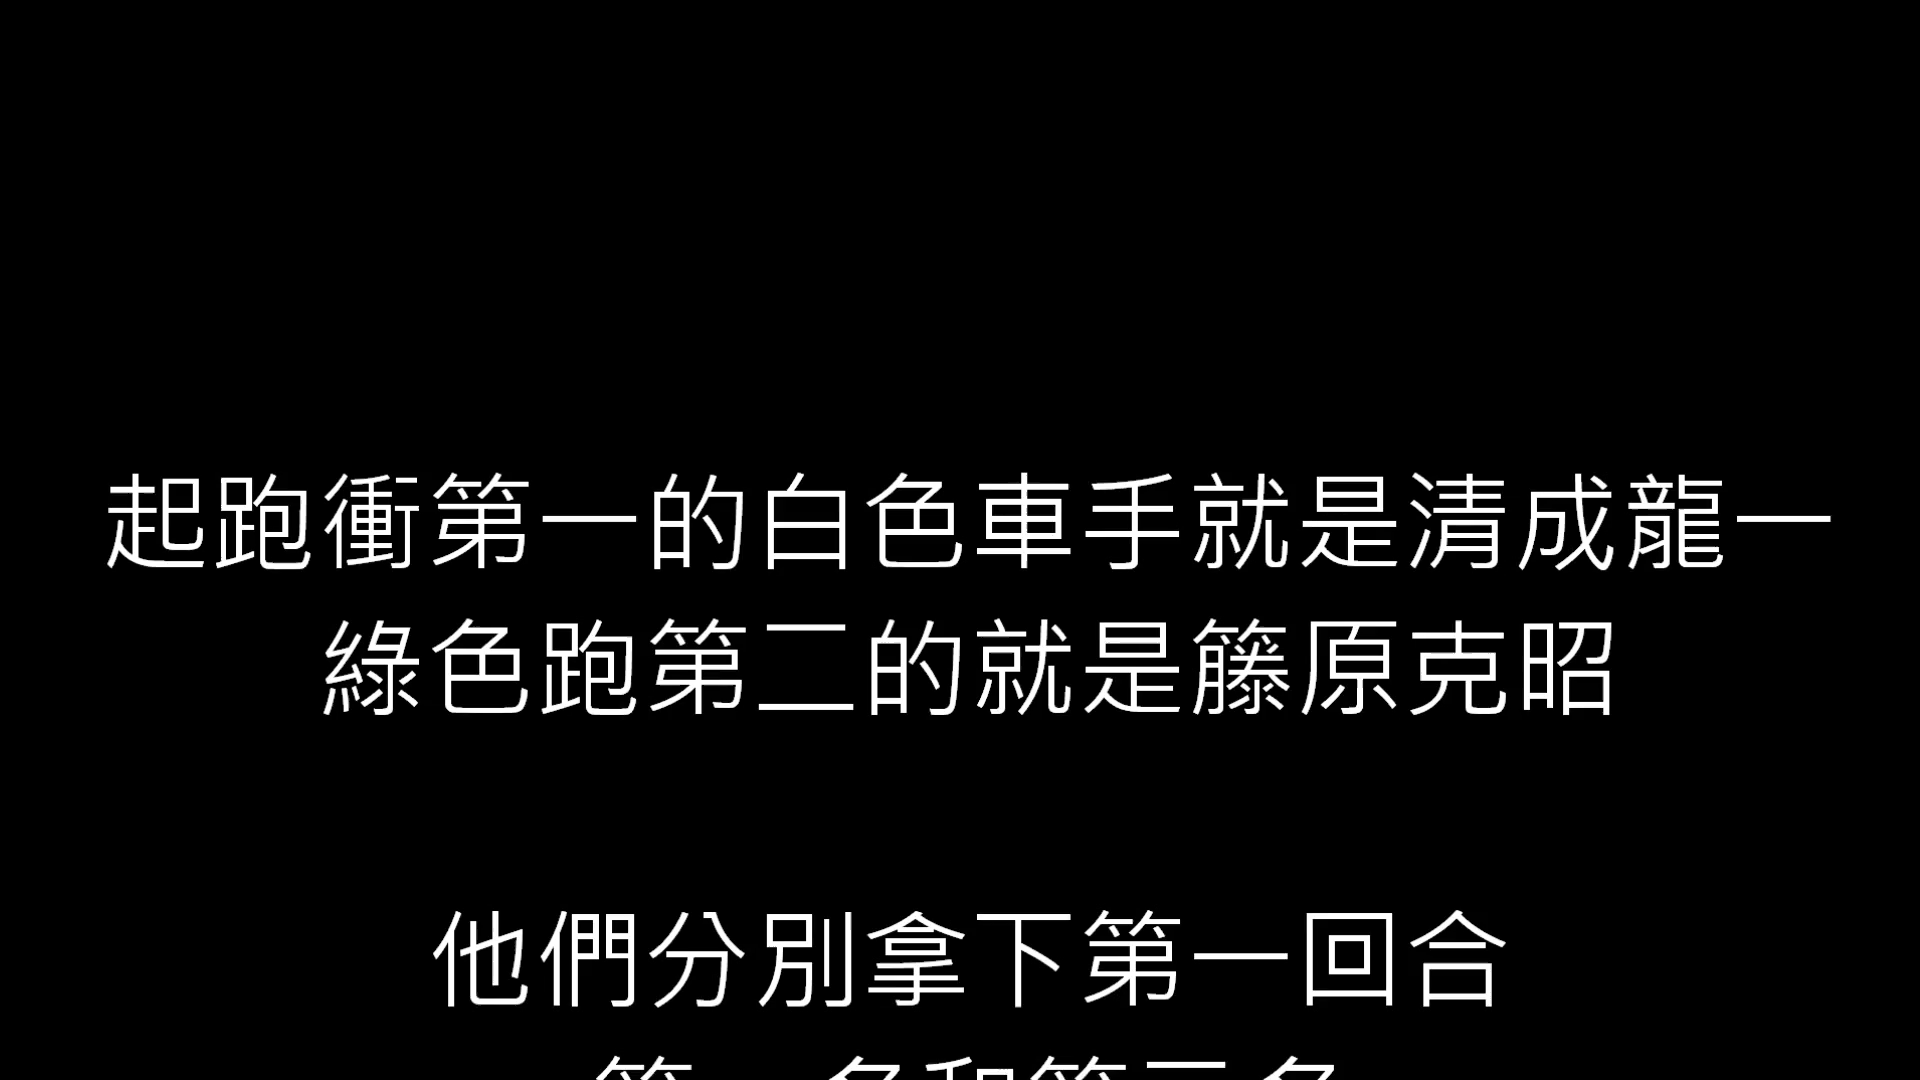 起跑衝第一的白色車手就是清成龍一
綠色跑第二的就是籐原克昭
他們分別拿下第一回合